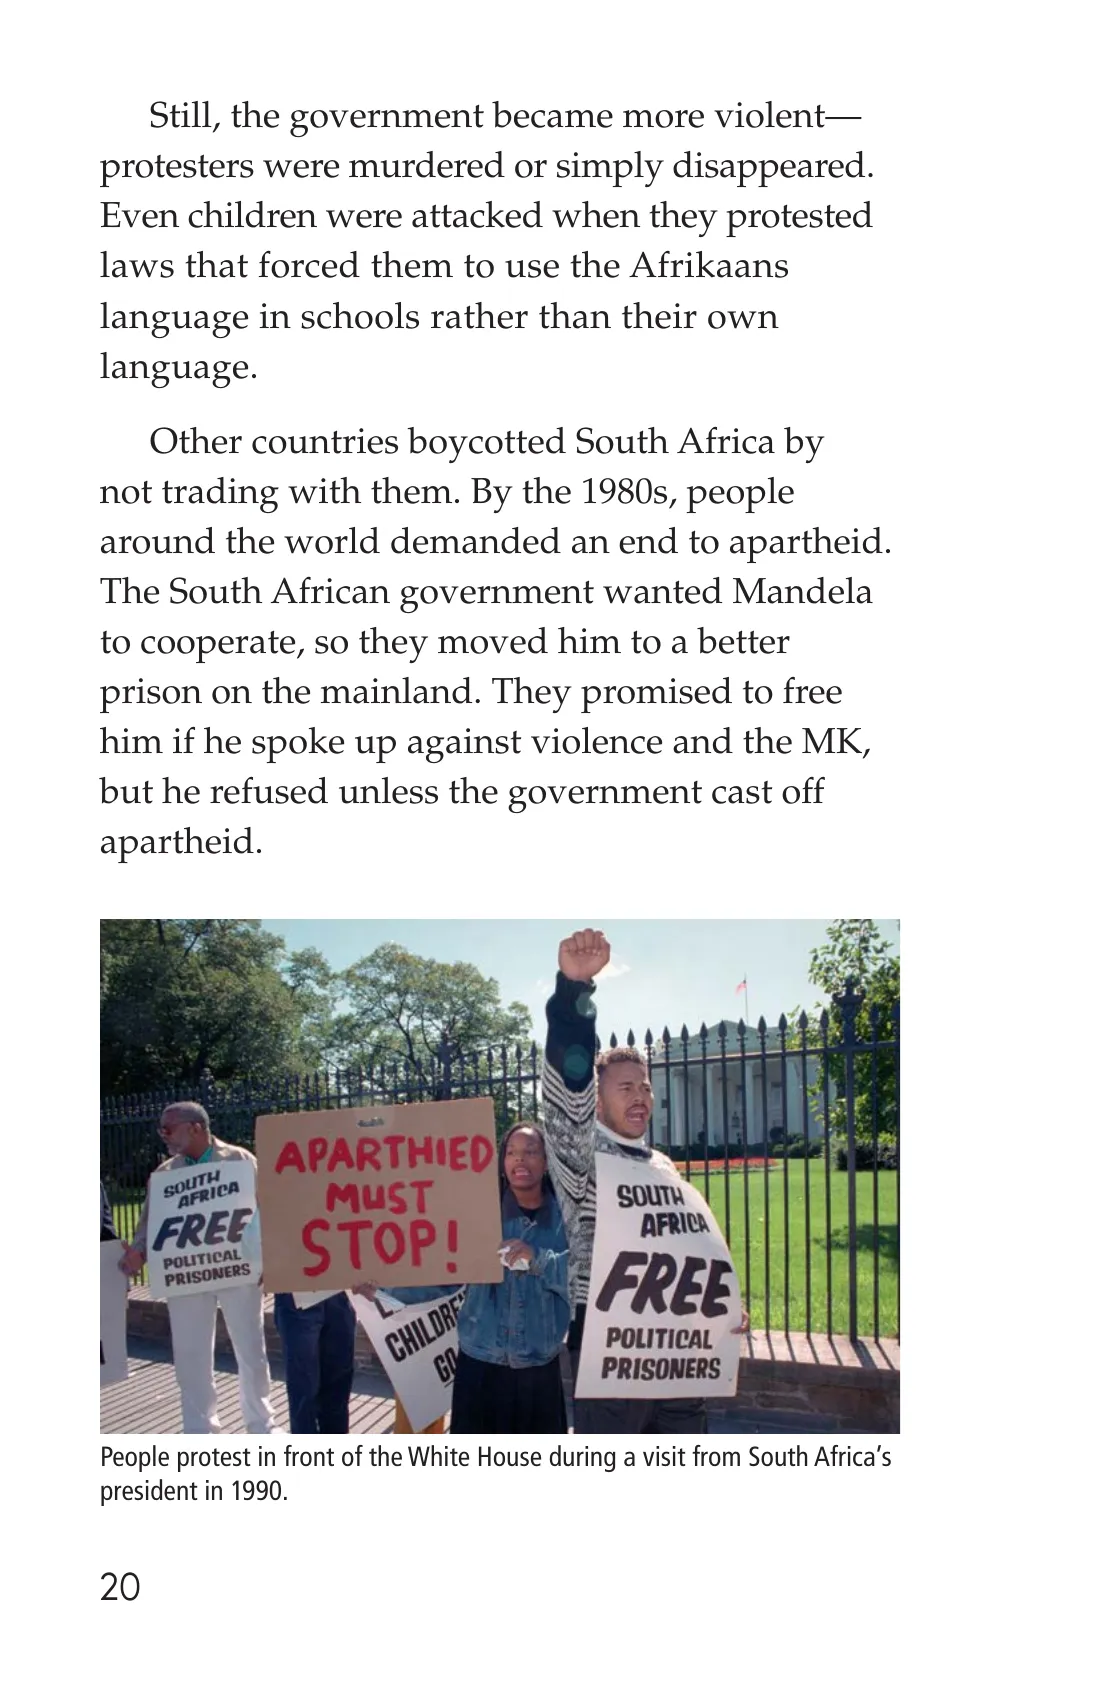 Still, the government became more violent—
protesters were murdered or simply disappeared.
Even children were attacked when they protested
laws that forced them to use the Afrikaans
language in schools rather than their own
language.
Other countries boycotted South Africa by
not trading with them. By the 1980s, people
around the world demanded an end to apartheid.
The South African government wanted Mandela
to cooperate, so they moved him to a better
prison on the mainland. They promised to free
him if he spoke up against violence and the MK,
but he refused unless the government cast off
apartheid.
SOUTH
AFRICA
FREE
POLITICAL
PRISONERS
APARTHIED
MUST
STOP!
CHILDREN
GO
SOUTH
AFRICA
FREE
POLITICAL
PRISONERS
People protest in front of the White House during a visit from South Africa’s
president in 1990.
20